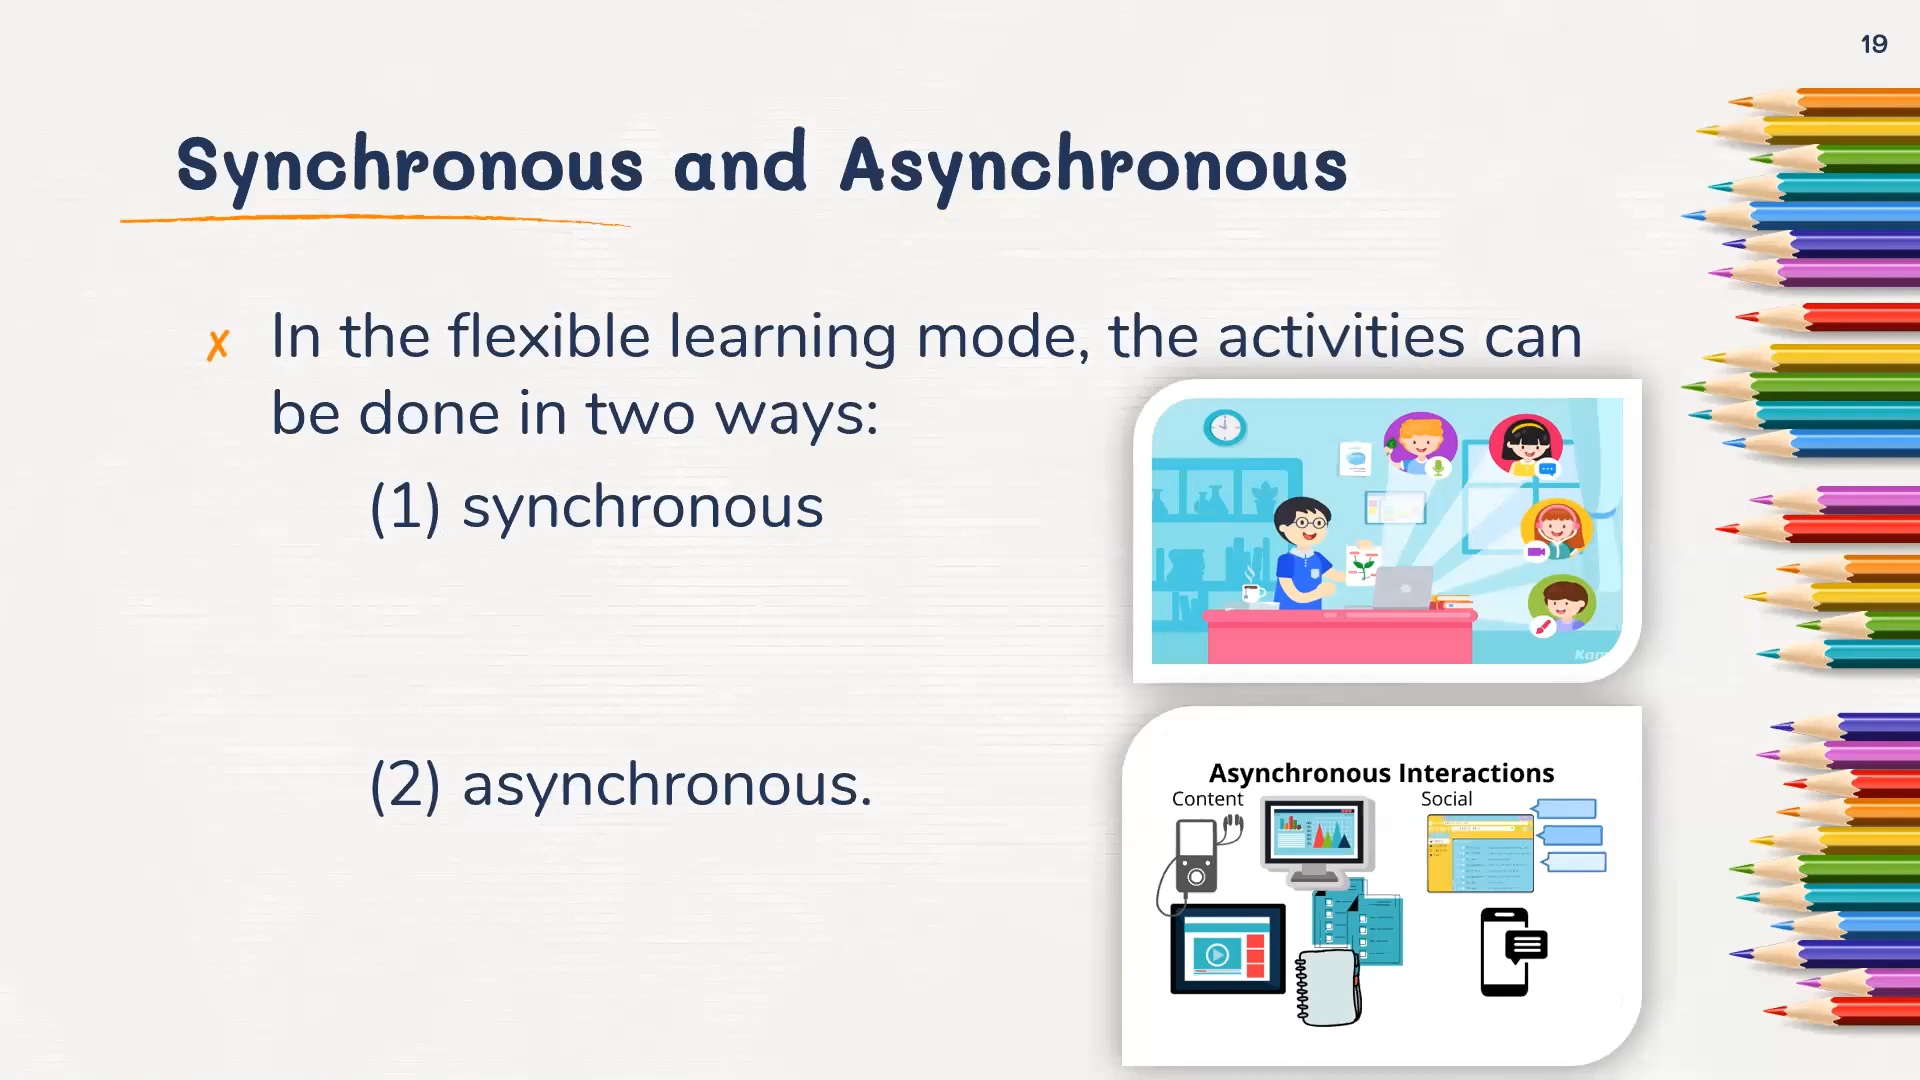 19
Synchronous and Asynchronous
✗ In the flexible learning mode, the activities can
be done in two ways:
(1) synchronous
(2) asynchronous.
Asynchronous Interactions
Content
Social